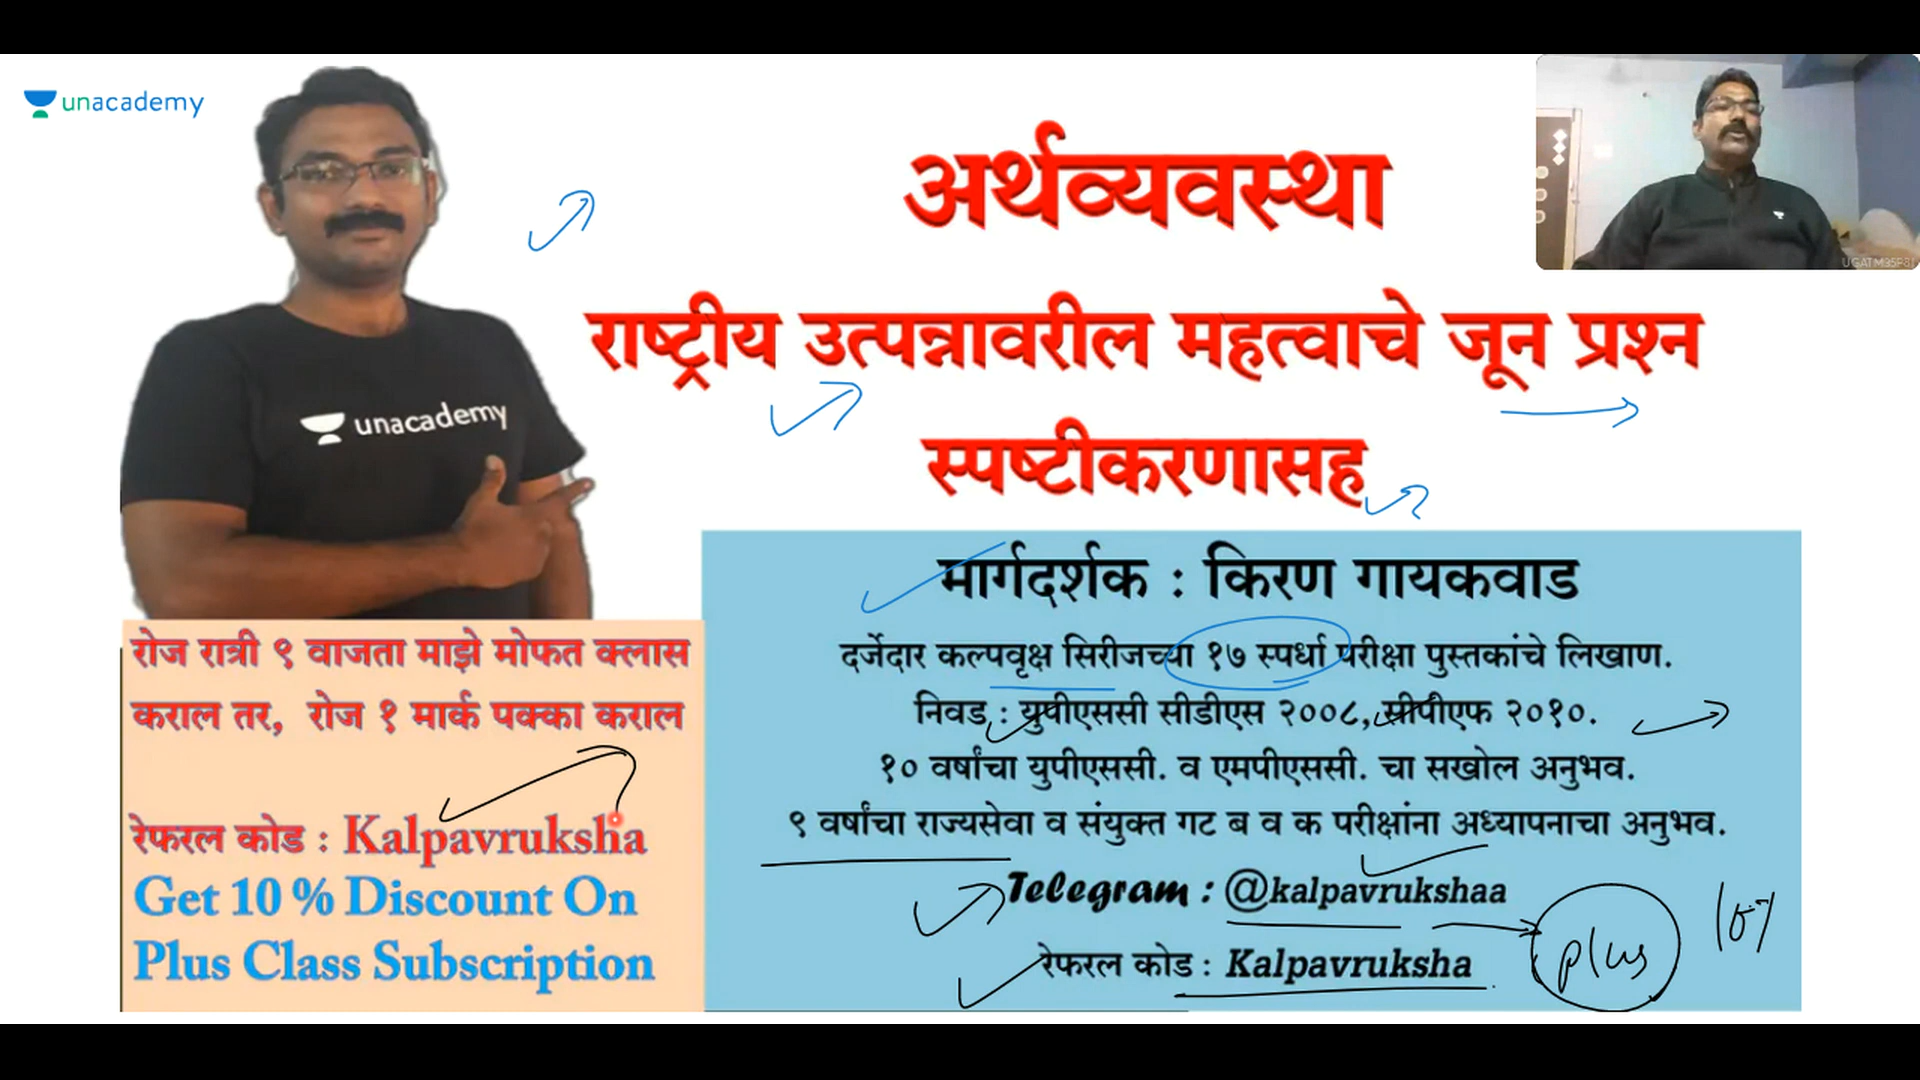 unacademy
अर्थव्यवस्था
राष्ट्रीय उत्पन्नावरील महत्वाचे जून प्रश्न
स्पष्टीकरणासह
unacademy
मार्गदर्शक : किरण गायकवाड
दर्जेदार कल्पवृक्ष सिरीजच्या १७ स्पर्धा परीक्षा पुस्तकांचे लिखाण.
निवड : युपीएससी सीडीएस २००८, सीपीएफ २०१०.
१० वर्षांचा युपीएससी. व एमपीएससी. चा सखोल अनुभव.
९ वर्षांचा राज्यसेवा व संयुक्त गट ब व क परीक्षांना अध्यापनाचा अनुभव.
Telegram : @kalpavrukshaa
रेफरल कोड : Kalpavruksha
plus
10%
रोज रात्री ९ वाजता माझे मोफत क्लास
कराल तर, रोज १ मार्क पक्का कराल
रेफरल कोड : Kalpavruksha
Get 10 % Discount On
Plus Class Subscription